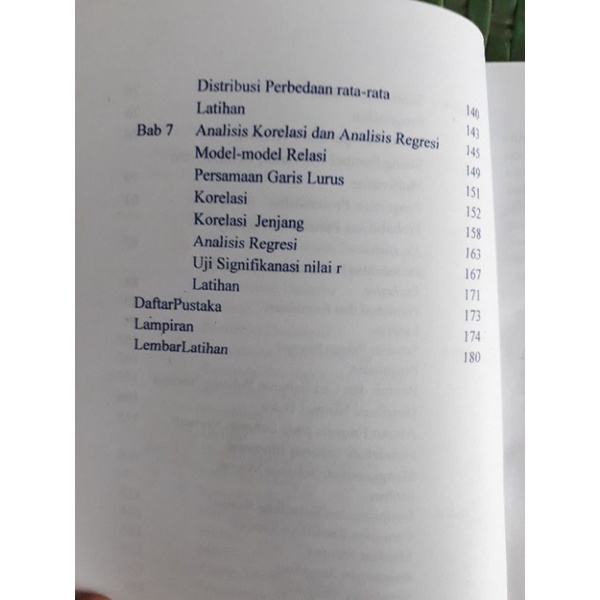 Distribusi Perbedaan rata-rata 140
Latihan 143
Bab 7 Analisis Korelasi dan Analisis Regresi 145
Model-model Relasi 149
Persamaan Garis Lurus 151
Korelasi 152
Korelasi Jenjang 158
Analisis Regresi 163
Uji Signifikanasi nilai r 167
Latihan 171
DaftarPustaka 173
Lampiran 174
LembarLatihan 180